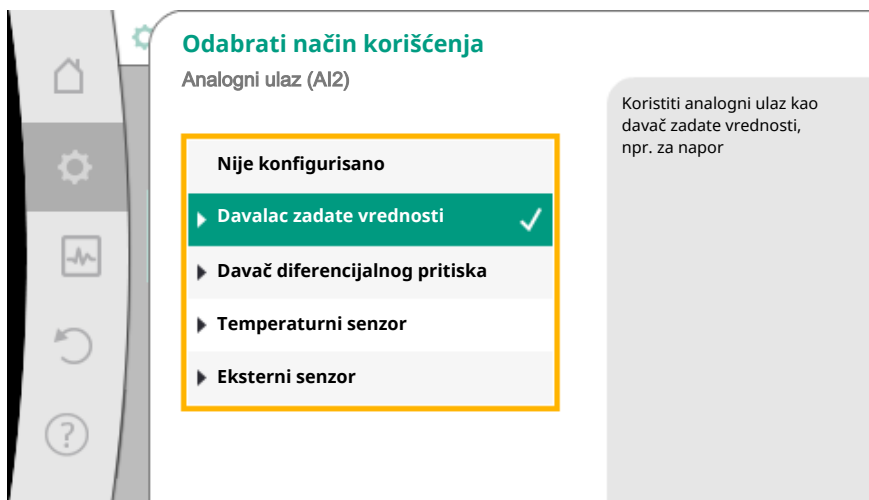 Odabrati način korišćenja
Analogni ulaz (AI2)
Koristiti analogni ulaz kao
davač zadate vrednosti,
npr. za napor
Nije konfigurisano
Davalac zadate vrednosti
Davač diferencijalnog pritiska
Temperaturni senzor
Eksterni senzor